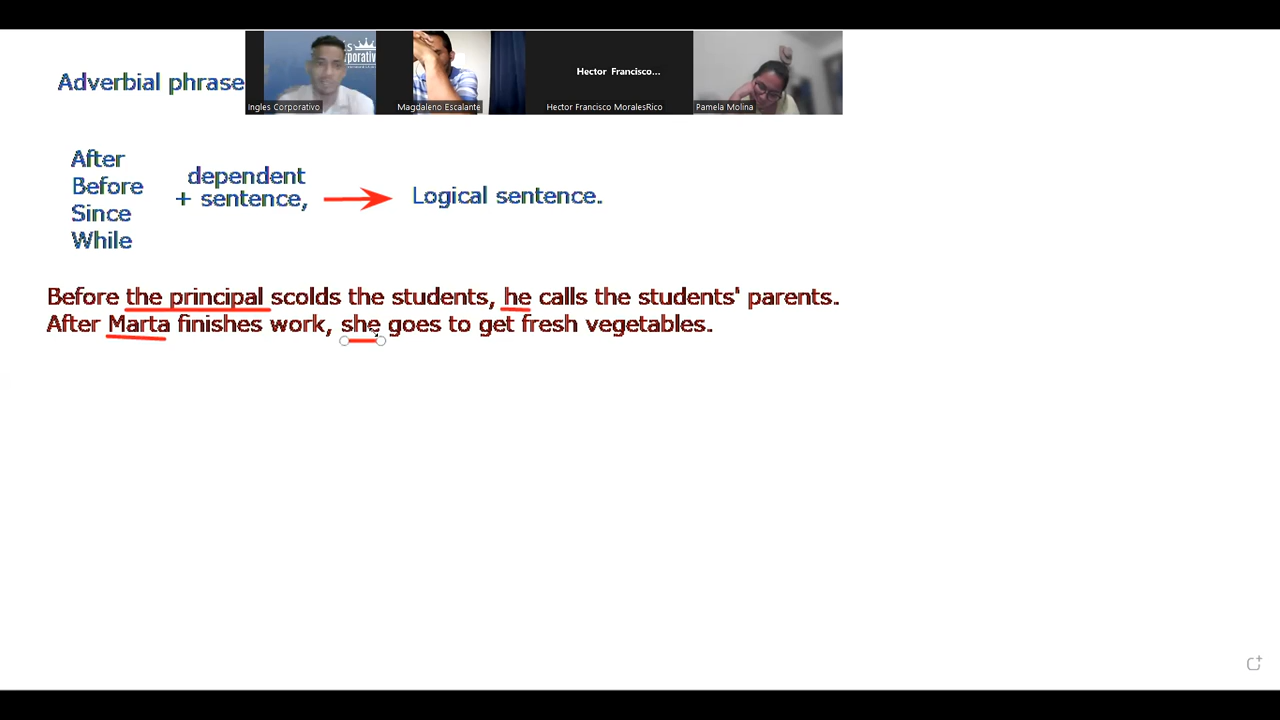 Adverbial phrase
Ingles Corporativo
Magdaleno Escalante
Hector Francisco...
Hector Francisco MoralesRico
Pamela Molina
After
Before
Since
While
dependent
+ sentence,
Logical sentence.
Before the principal scolds the students, he calls the students' parents.
After Marta finishes work, she goes to get fresh vegetables.